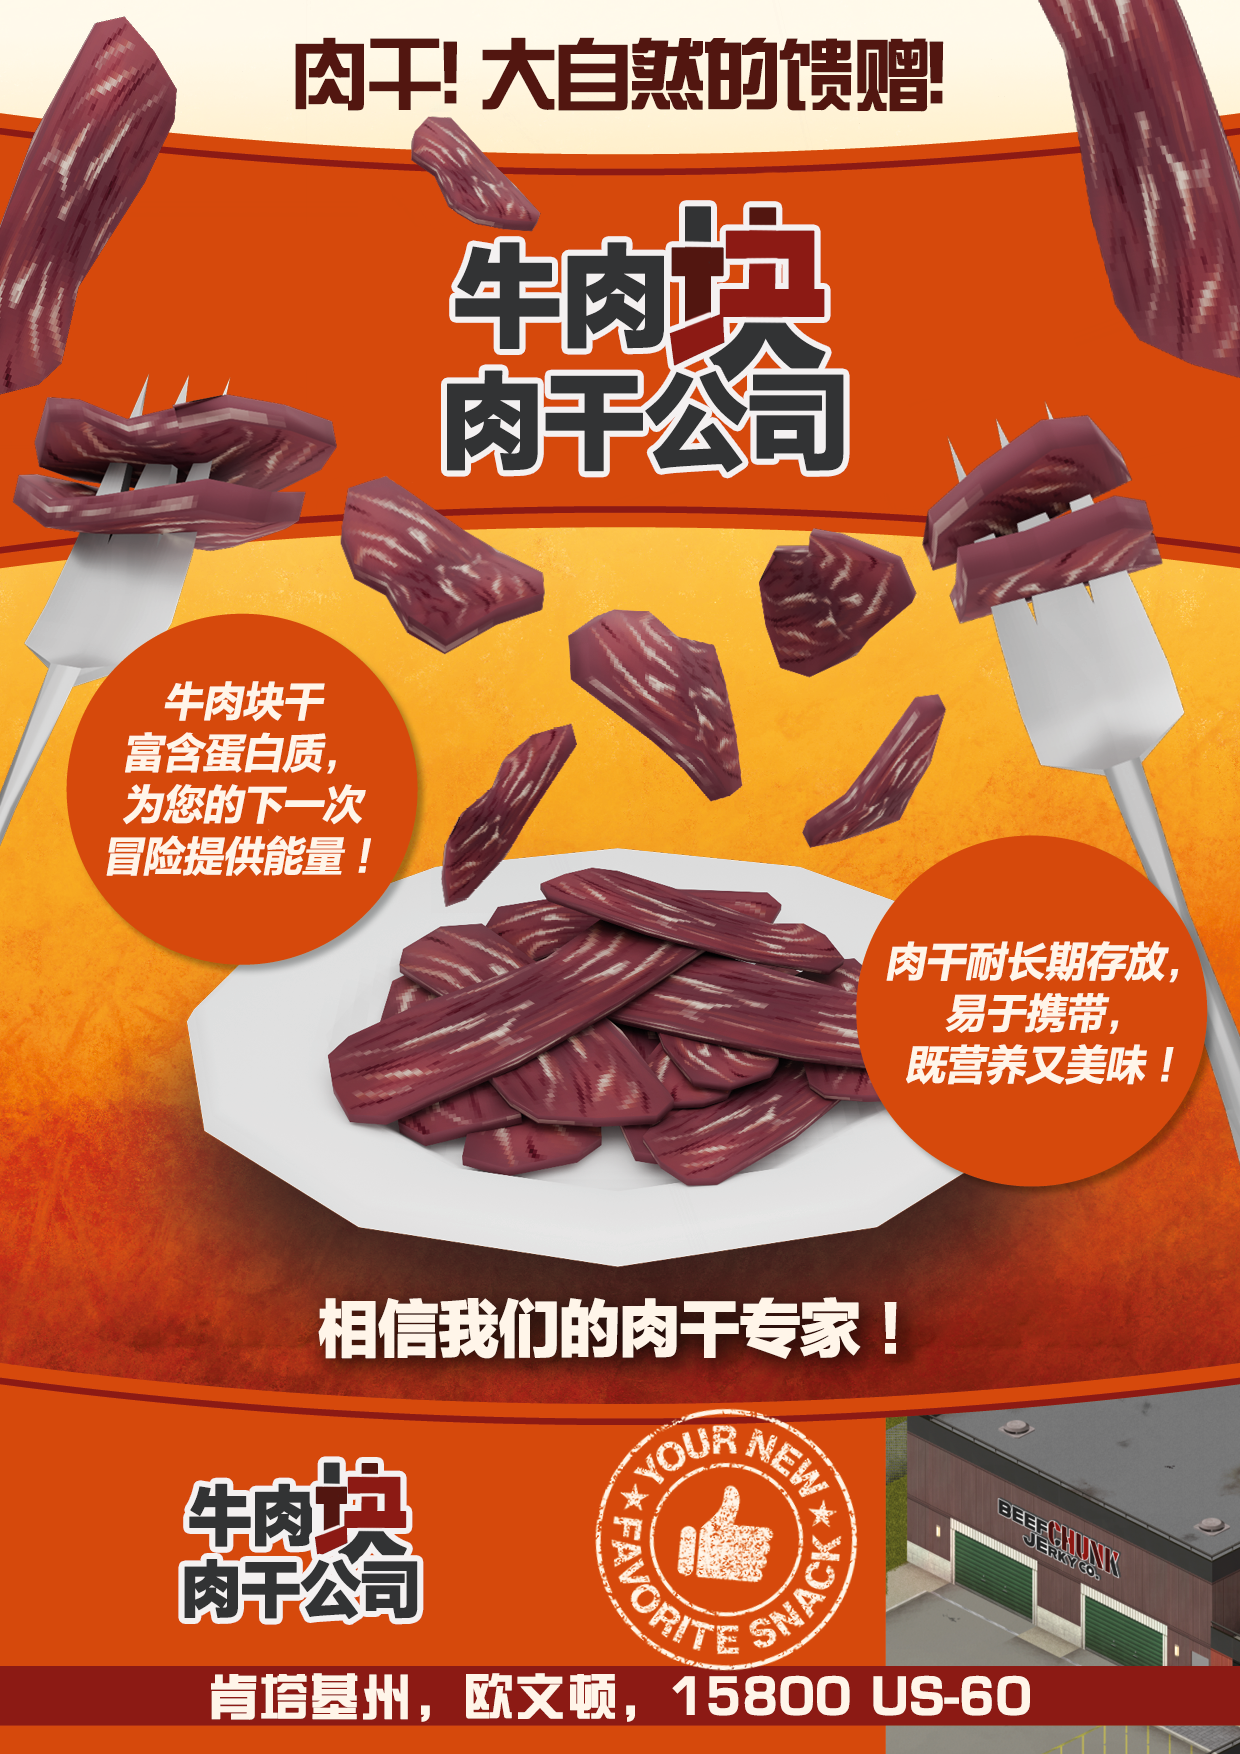 肉干! 大自然的馈赠!
牛肉块
肉干公司
牛肉块干
富含蛋白质，
为您的下一次
冒险提供能量！
肉干耐长期存放，
易于携带，
既营养又美味！
相信我们的肉干专家！
牛肉块
肉干公司
YOUR NEW
FAVORITE SNACK
BEEF CHUNK
JERKY CO.
肯塔基州，欧文顿，15800 US-60